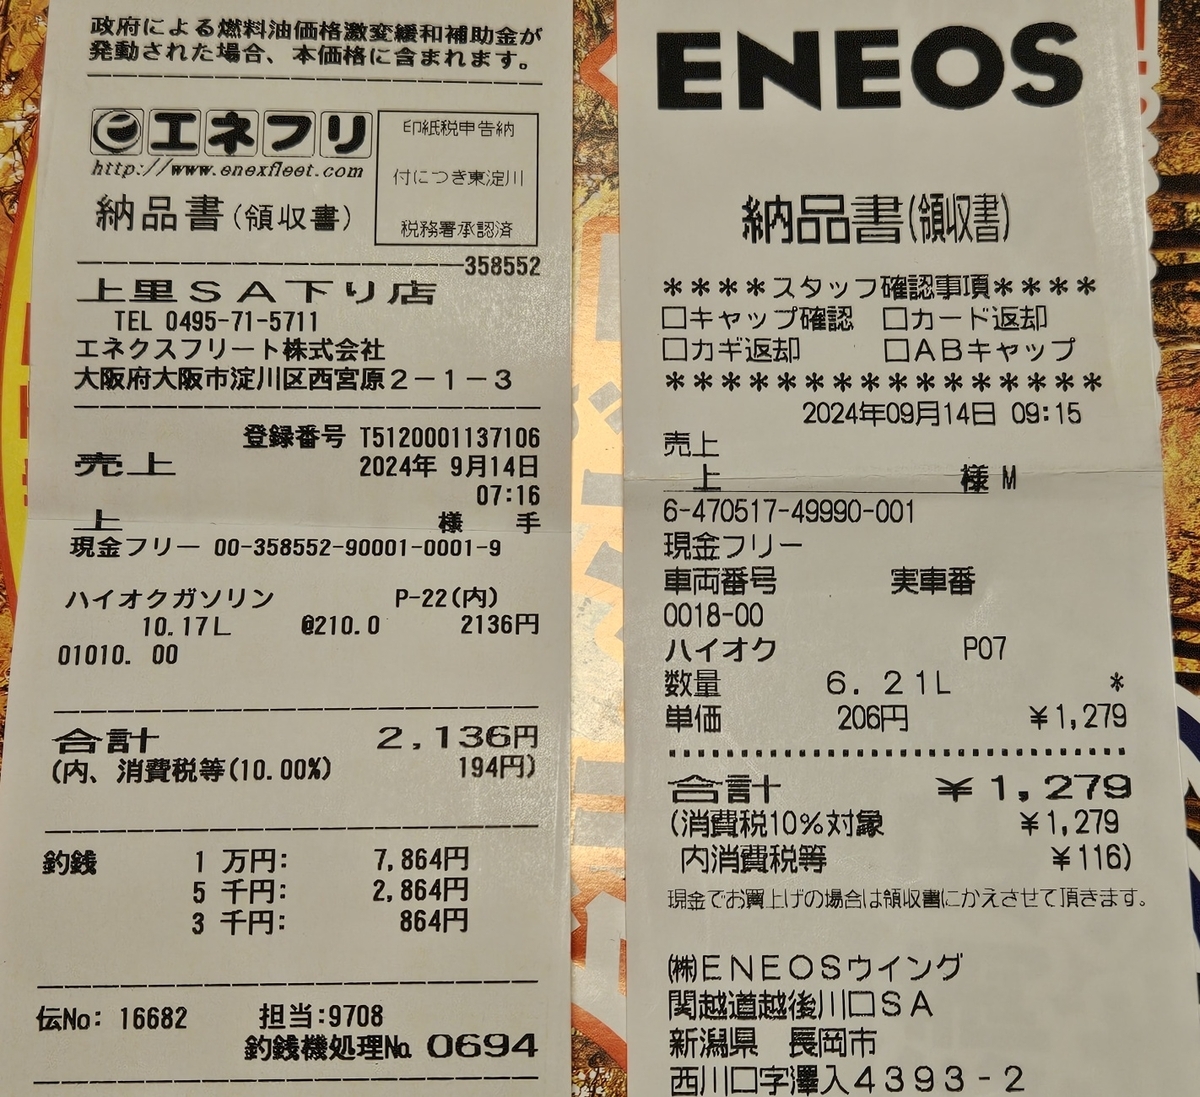 政府による燃料油価格激変緩和補助金が
発動された場合、本価格に含まれます。
エネフリ
http://www.enexfleet.com
納品書(領収書)
印紙税申告納
付につき東淀川
税務署承認済
358552
上里SA下り店
TEL 0495-71-5711
エネクスフリート株式会社
大阪府大阪市淀川区西宮原2-1-3
登録番号 T5120001137106
売上 2024年 9月14日
07:16
上 様 手
現金フリー 00-358552-90001-0001-9
ハイオクガソリン P-22(内)
10.17L @210.0 2136円
01010. 00
合計 2,136円
(内、消費税等(10.00%) 194円)
釣銭 1 万円: 7,864円
5 千円: 2,864円
3 千円: 864円
伝No: 16682 担当:9708
釣銭機処理No. 0694
ENEOS
納品書(領収書)
****スタッフ確認事項****
□キャップ確認 □カード返却
□カギ返却 □ABキャップ
****************
2024年09月14日 09:15
売上
上 様 M
6-470517-49990-001
現金フリー
車両番号 実車番
0018-00
ハイオク P07
数量 6.21L *
単価 206円 ¥1,279
合計 ¥1,279
(消費税10%対象 ¥1,279
内消費税等 ¥116)
現金でお買上げの場合は領収書にかえさせて頂きます。
㈱ENEOSウイング
関越道越後川口SA
新潟県 長岡市
西川口字澤入4393-2